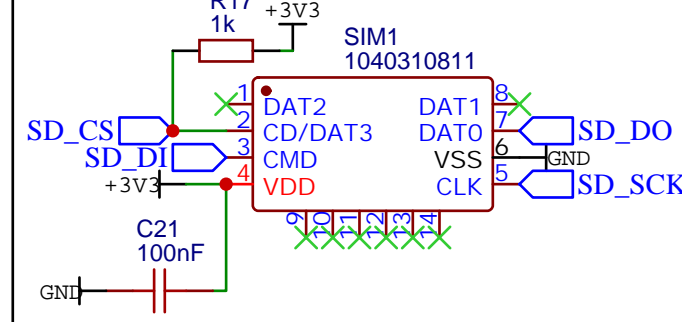 R17
1k
+3V3
SIM1
1040310811
1
DAT2
DAT1
8
SD_CS
2
CD/DAT3
DAT0
7
SD_DO
SD_DI
3
CMD
VSS
6
GND
+3V3
4
VDD
CLK
5
SD_SCK
9
10
11
12
13
14
C21
100nF
GND